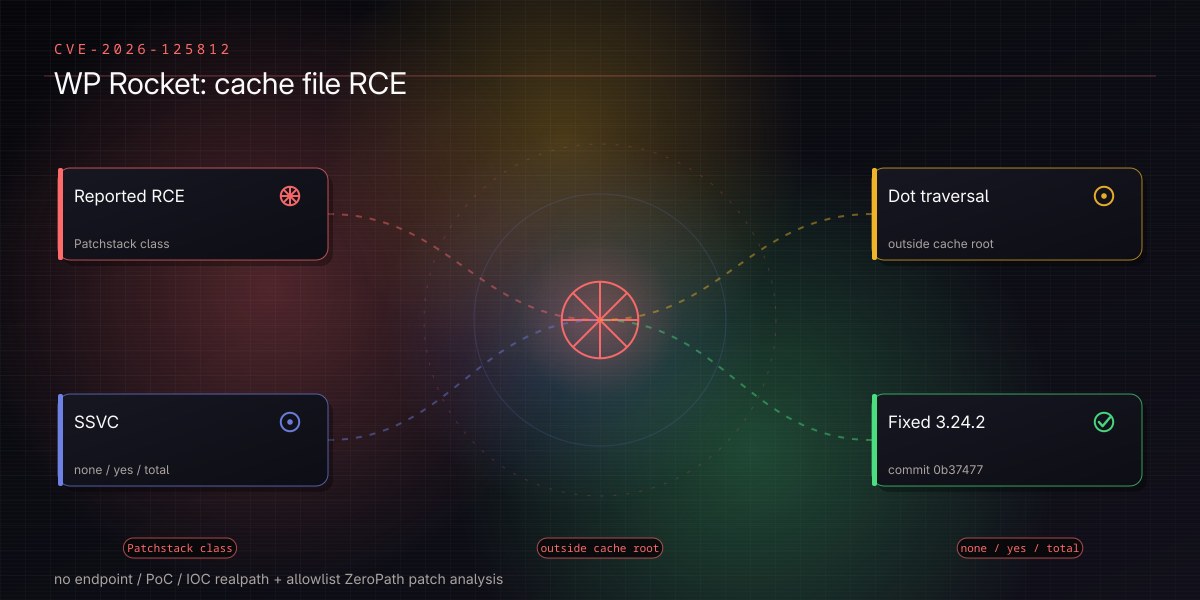 CVE-2026-125812
WP Rocket: cache file RCE
Reported RCE
Patchstack class
Dot traversal
outside cache root
SSVC
none / yes / total
Fixed 3.24.2
commit 0b37477
Patchstack class
outside cache root
none / yes / total
no endpoint / PoC / IOC realpath + allowlist ZeroPath patch analysis